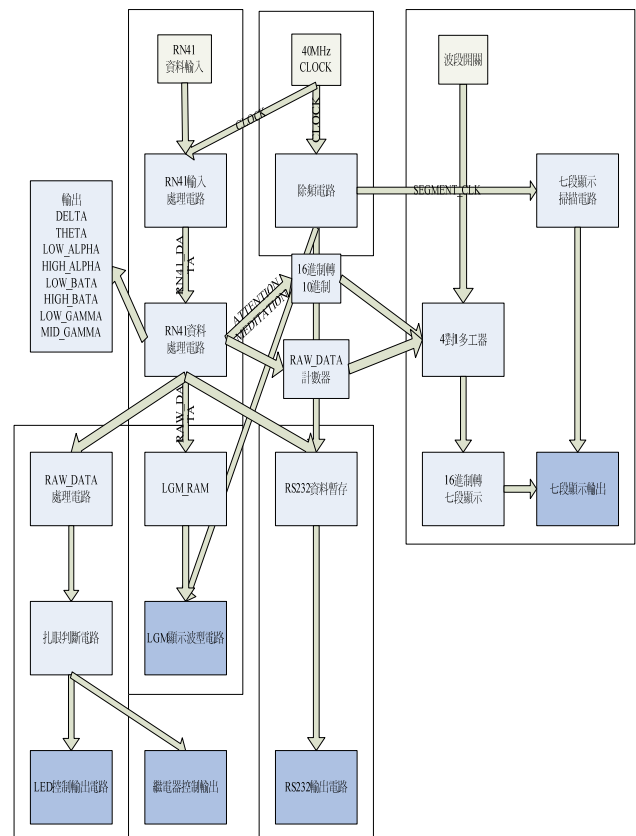 RN41
資料輸入
40MHz
CLOCK
波段開關
CLOCK
LOCK
RN41輸入
處理電路
除頻電路
SEGMENT_CLK
七段顯示
掃描電路
輸出
DELTA
THETA
LOW_ALPHA
HIGH_ALPHA
LOW_BATA
HIGH_BATA
LOW_GAMMA
MID_GAMMA
RN41_DA
TA
16進制轉
10進制
ATTENTION
MEDITATION
RN41資料
處理電路
RAW_DATA
計數器
4對1多工器
RAW_DA
TA
RAW_DATA
處理電路
LGM_RAM
RS232資料暫存
16進制轉
七段顯示
七段顯示輸出
扎眼判斷電路
LGM顯示波型電路
LED控制輸出電路
繼電器控制輸出
RS232輸出電路